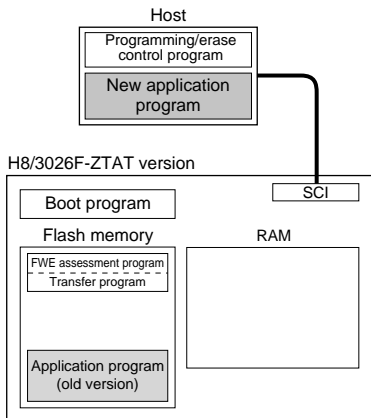 Host
Programming/erase
control program
New application
program
H8/3026F-ZTAT version
SCI
Boot program
Flash memory
RAM
FWE assessment program
Transfer program
Application program
(old version)